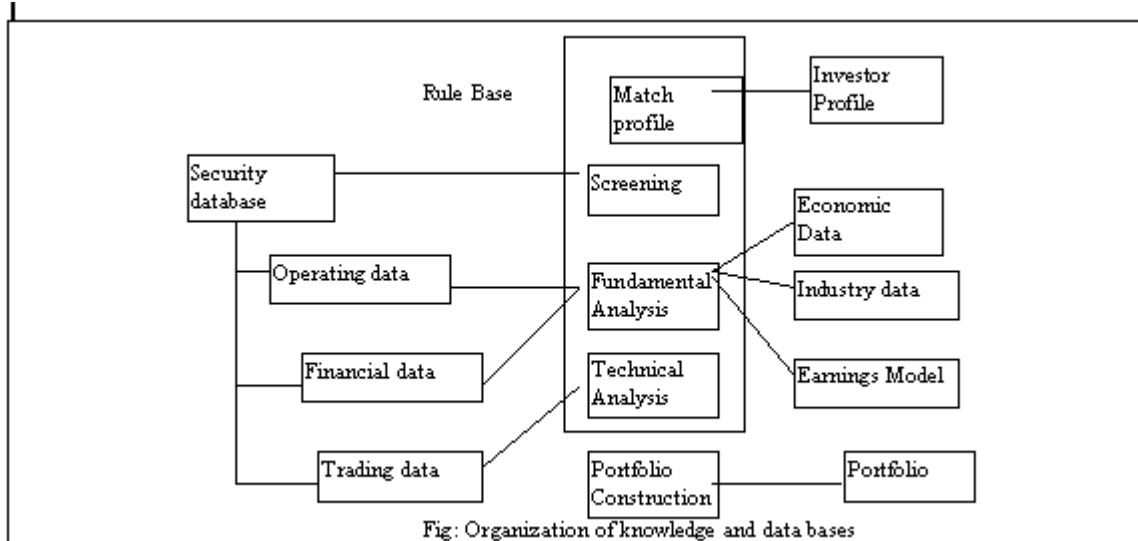 Rule Base
Match
profile
Investor
Profile
Security
database
Screening
Economic
Data
Operating data
Fundamental
Analysis
Industry data
Financial data
Technical
Analysis
Earnings Model
Trading data
Portfolio
Construction
Portfolio
Fig: Organization of knowledge and data bases